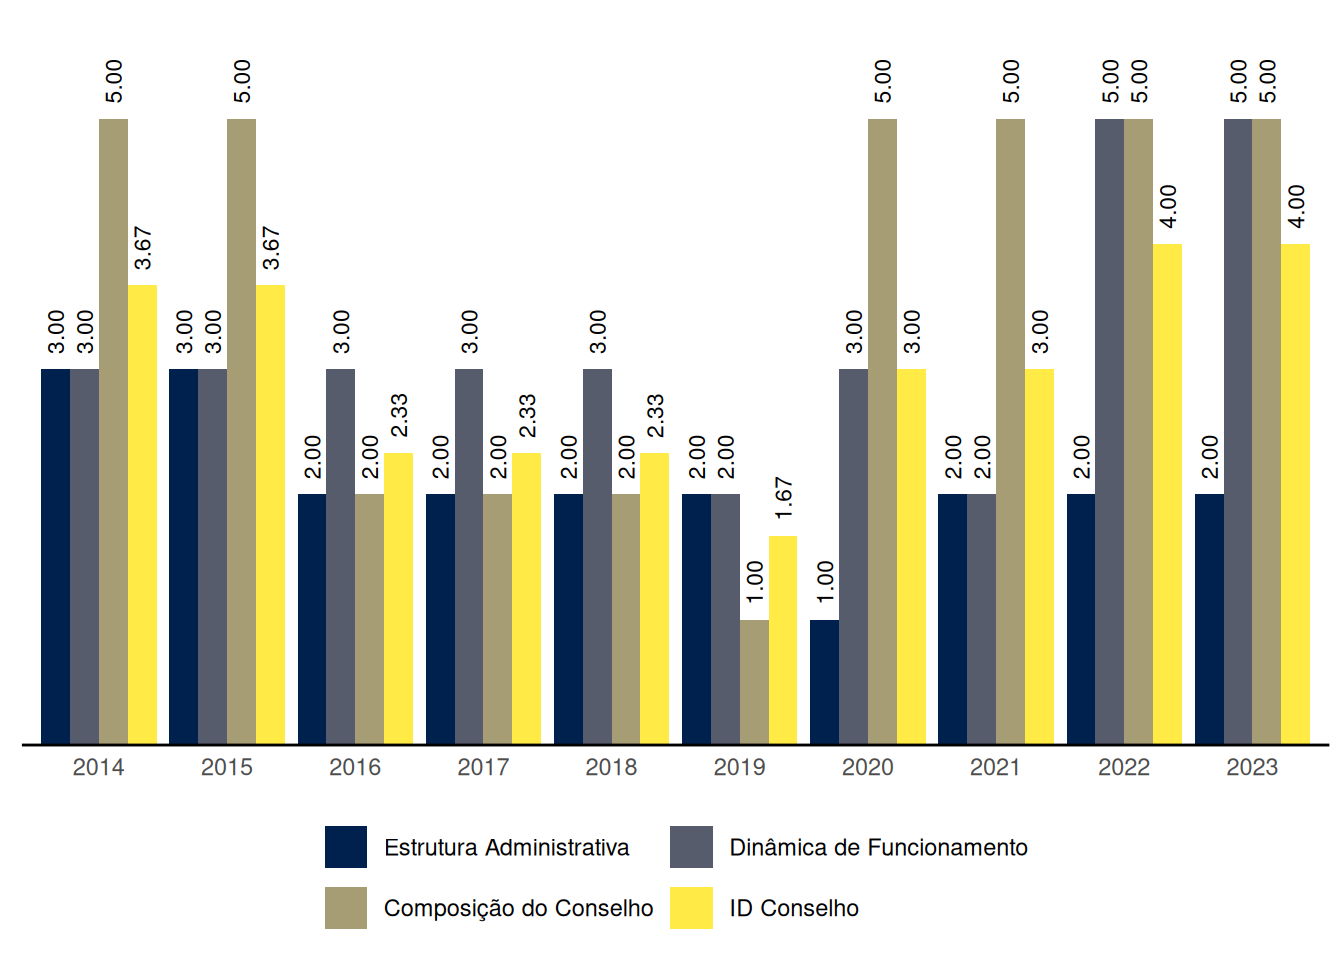 3.00 3.00 5.00 3.67
3.00 3.00 5.00 3.67
2.00 3.00 2.00 2.33
2.00 3.00 2.00 2.33
2.00 3.00 2.00 2.33
2.00 2.00 1.00 1.67
1.00 3.00 5.00 3.00
2.00 2.00 5.00 3.00
2.00 5.00 5.00 4.00
2.00 5.00 5.00 4.00
2014 2015 2016 2017 2018 2019 2020 2021 2022 2023
Estrutura Administrativa Dinâmica de Funcionamento
Composição do Conselho ID Conselho